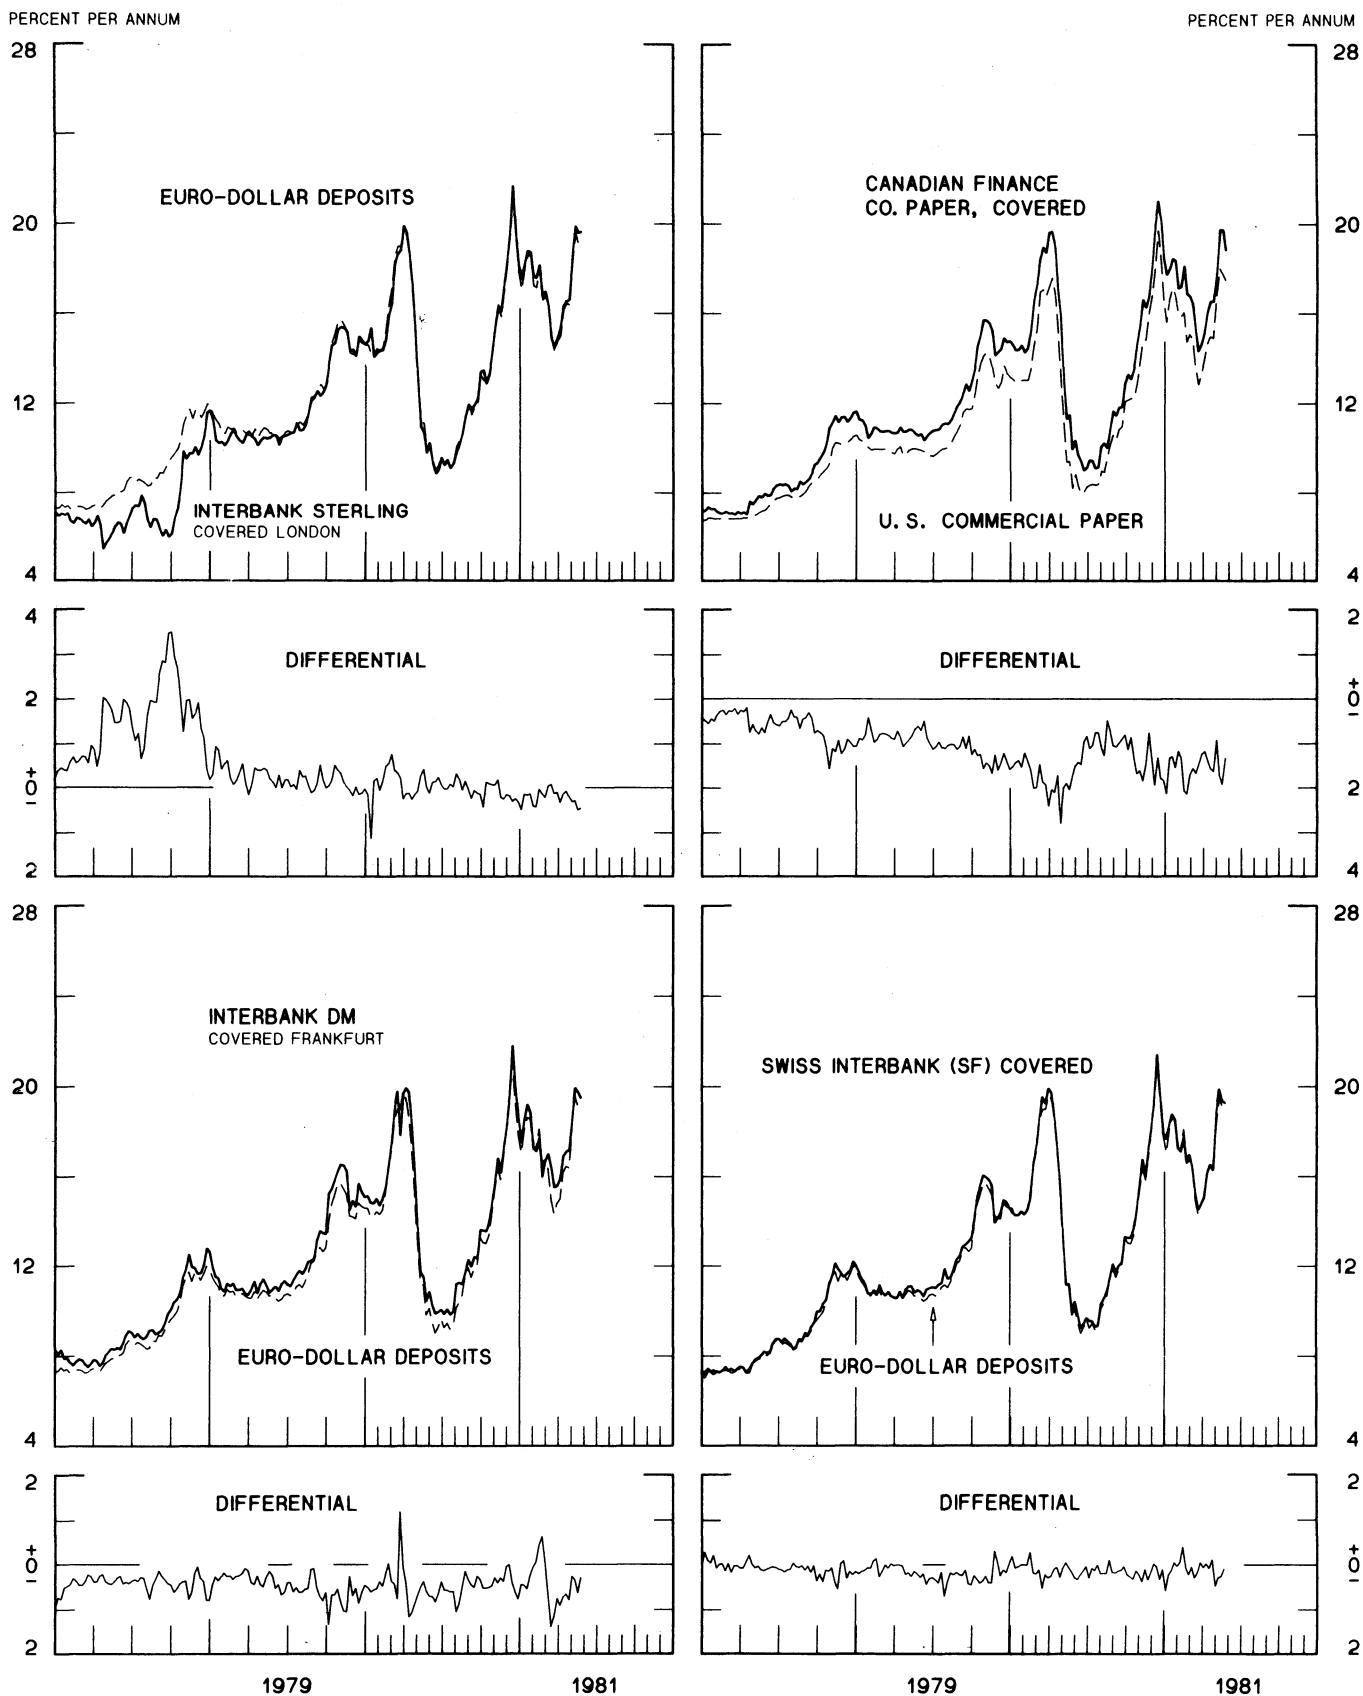 PERCENT PER ANNUM
PERCENT PER ANNUM
28
28
EURO-DOLLAR DEPOSITS
CANADIAN FINANCE
CO. PAPER, COVERED
20
20
12
12
INTERBANK STERLING
COVERED LONDON
U. S. COMMERCIAL PAPER
4
4
4
2
DIFFERENTIAL
DIFFERENTIAL
2
+
0
−
+
0
−
2
2
4
28
28
INTERBANK DM
COVERED FRANKFURT
SWISS INTERBANK (SF) COVERED
20
20
12
12
EURO-DOLLAR DEPOSITS
EURO-DOLLAR DEPOSITS
4
4
2
2
DIFFERENTIAL
DIFFERENTIAL
+
0
−
+
0
−
2
2
1979
1981
1979
1981